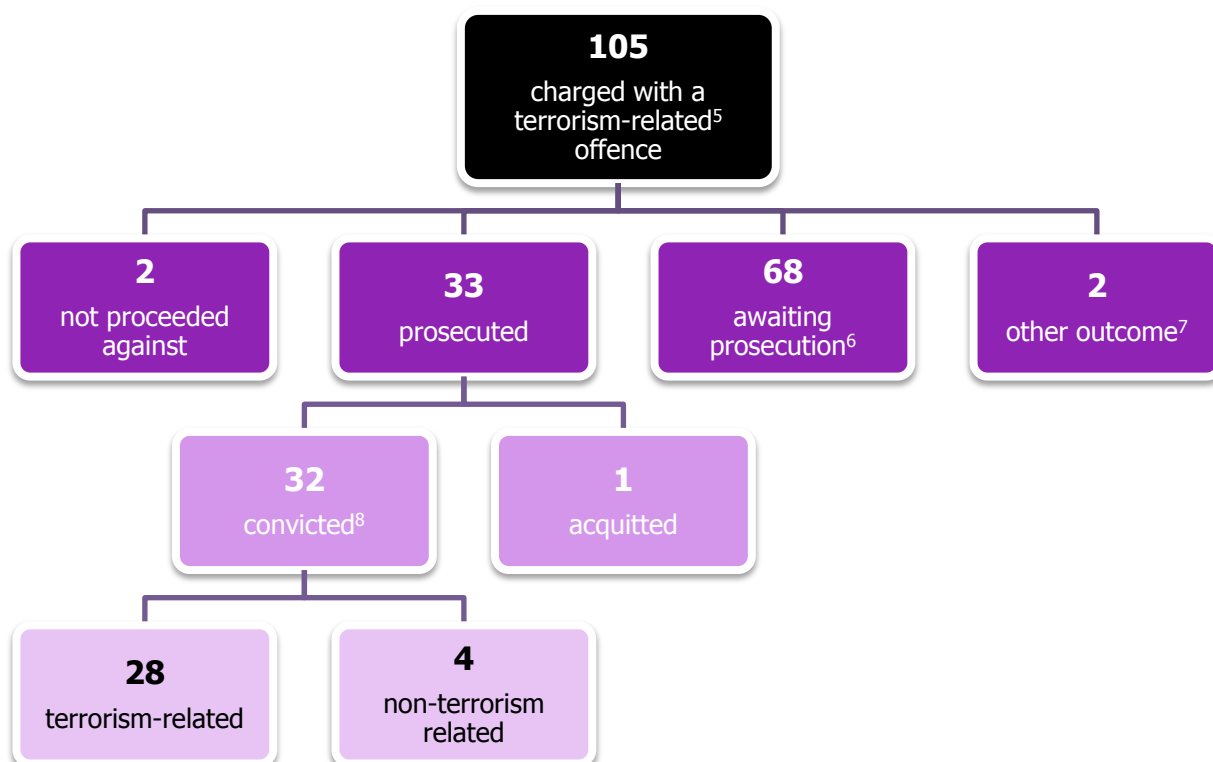 105
charged with a
terrorism-related⁵
offence
2
not proceeded
against
33
prosecuted
68
awaiting
prosecution⁶
2
other outcome⁷
32
convicted⁸
1
acquitted
28
terrorism-related
4
non-terrorism
related